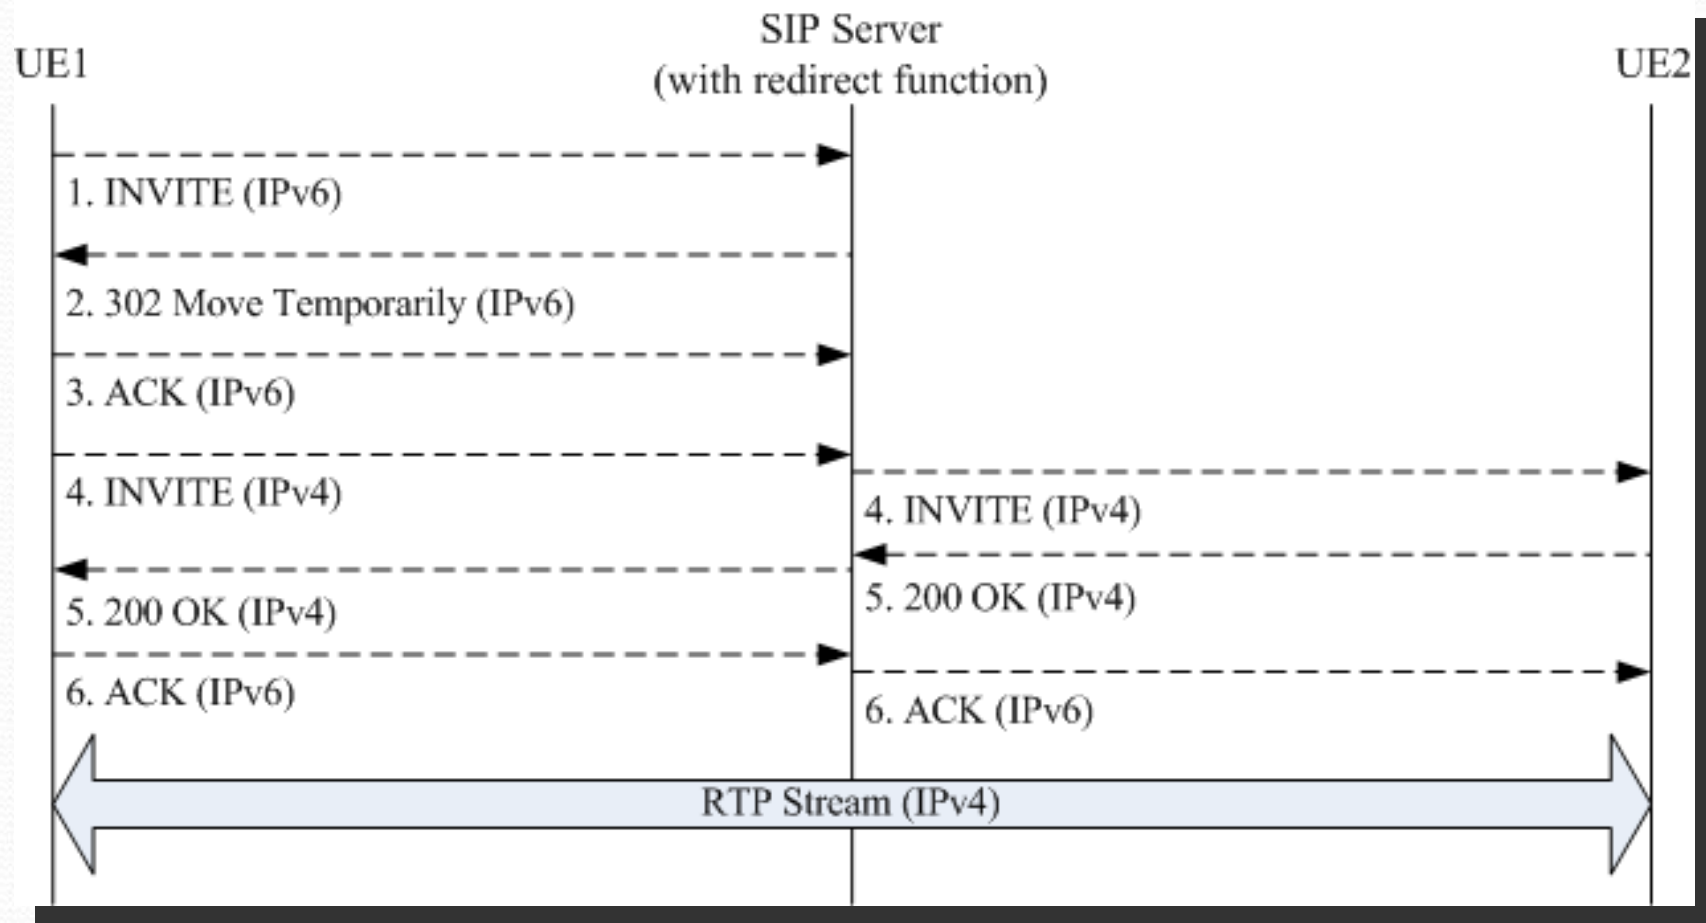 SIP Server
(with redirect function)
UE1
UE2
1. INVITE (IPv6)
2. 302 Move Temporarily (IPv6)
3. ACK (IPv6)
4. INVITE (IPv4)
4. INVITE (IPv4)
5. 200 OK (IPv4)
5. 200 OK (IPv4)
6. ACK (IPv6)
6. ACK (IPv6)
RTP Stream (IPv4)